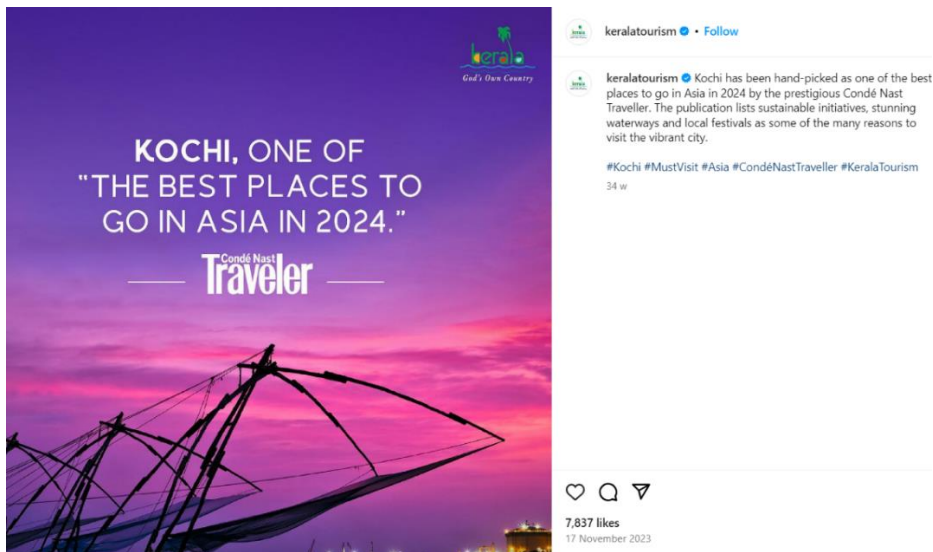 kerala
God's Own Country
KOCHI, ONE OF
"THE BEST PLACES TO
GO IN ASIA IN 2024."
Condé Nast
Traveler
keralatourism • Follow
keralatourism Kochi has been hand-picked as one of the best
places to go in Asia in 2024 by the prestigious Condé Nast
Traveller. The publication lists sustainable initiatives, stunning
waterways and local festivals as some of the many reasons to
visit the vibrant city.
#Kochi #MustVisit #Asia #CondéNastTraveller #KeralaTourism
34 w
7,837 likes
17 November 2023